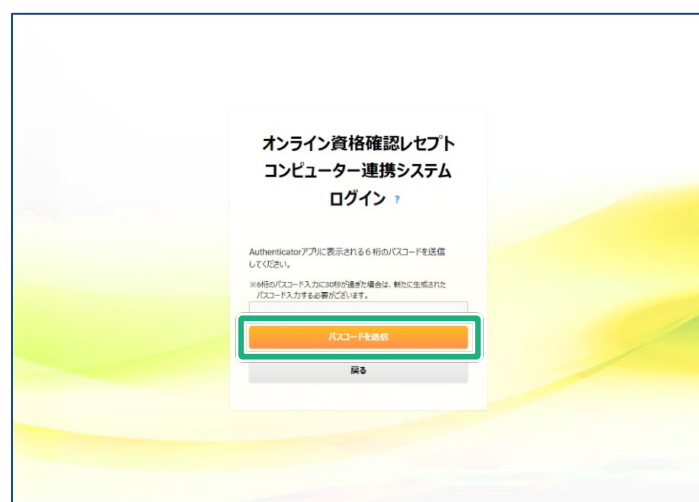 オンライン資格確認レセプト
コンピューター連携システム
ログイン ?
Authenticatorアプリに表示される6桁のパスコードを送信
してください。
※6桁のパスコード入力に30秒が過ぎた場合は、新たに生成された
パスコード入力する必要がございます。
パスコードを送信
戻る